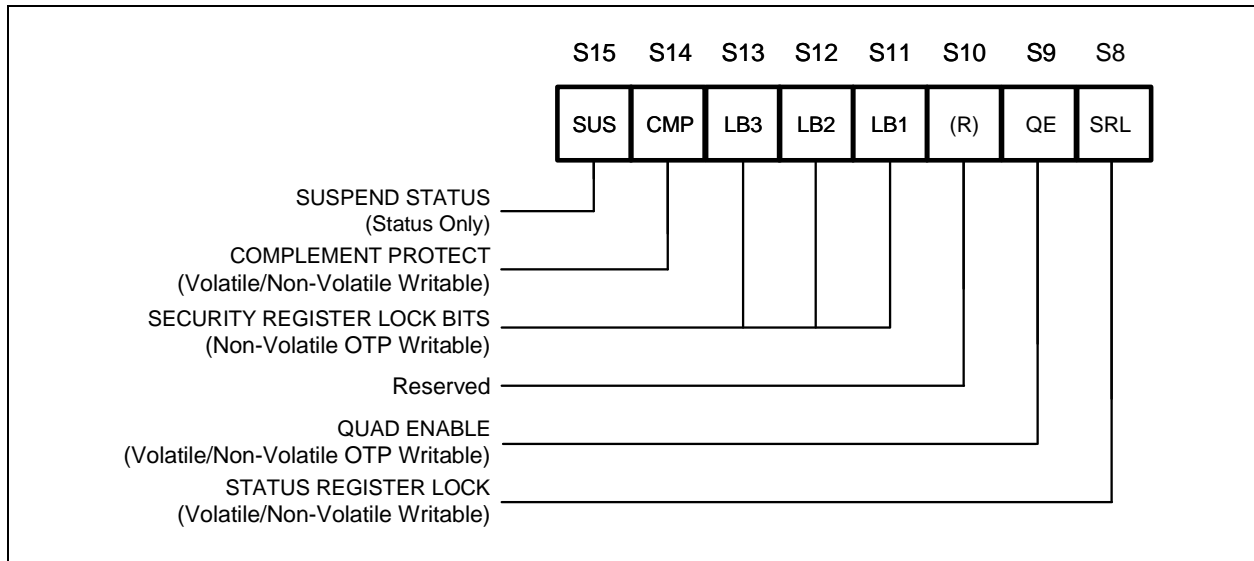 S15 S14 S13 S12 S11 S10 S9 S8
SUS CMP LB3 LB2 LB1 (R) QE SRL
SUSPEND STATUS
(Status Only)
COMPLEMENT PROTECT
(Volatile/Non-Volatile Writable)
SECURITY REGISTER LOCK BITS
(Non-Volatile OTP Writable)
Reserved
QUAD ENABLE
(Volatile/Non-Volatile OTP Writable)
STATUS REGISTER LOCK
(Volatile/Non-Volatile Writable)